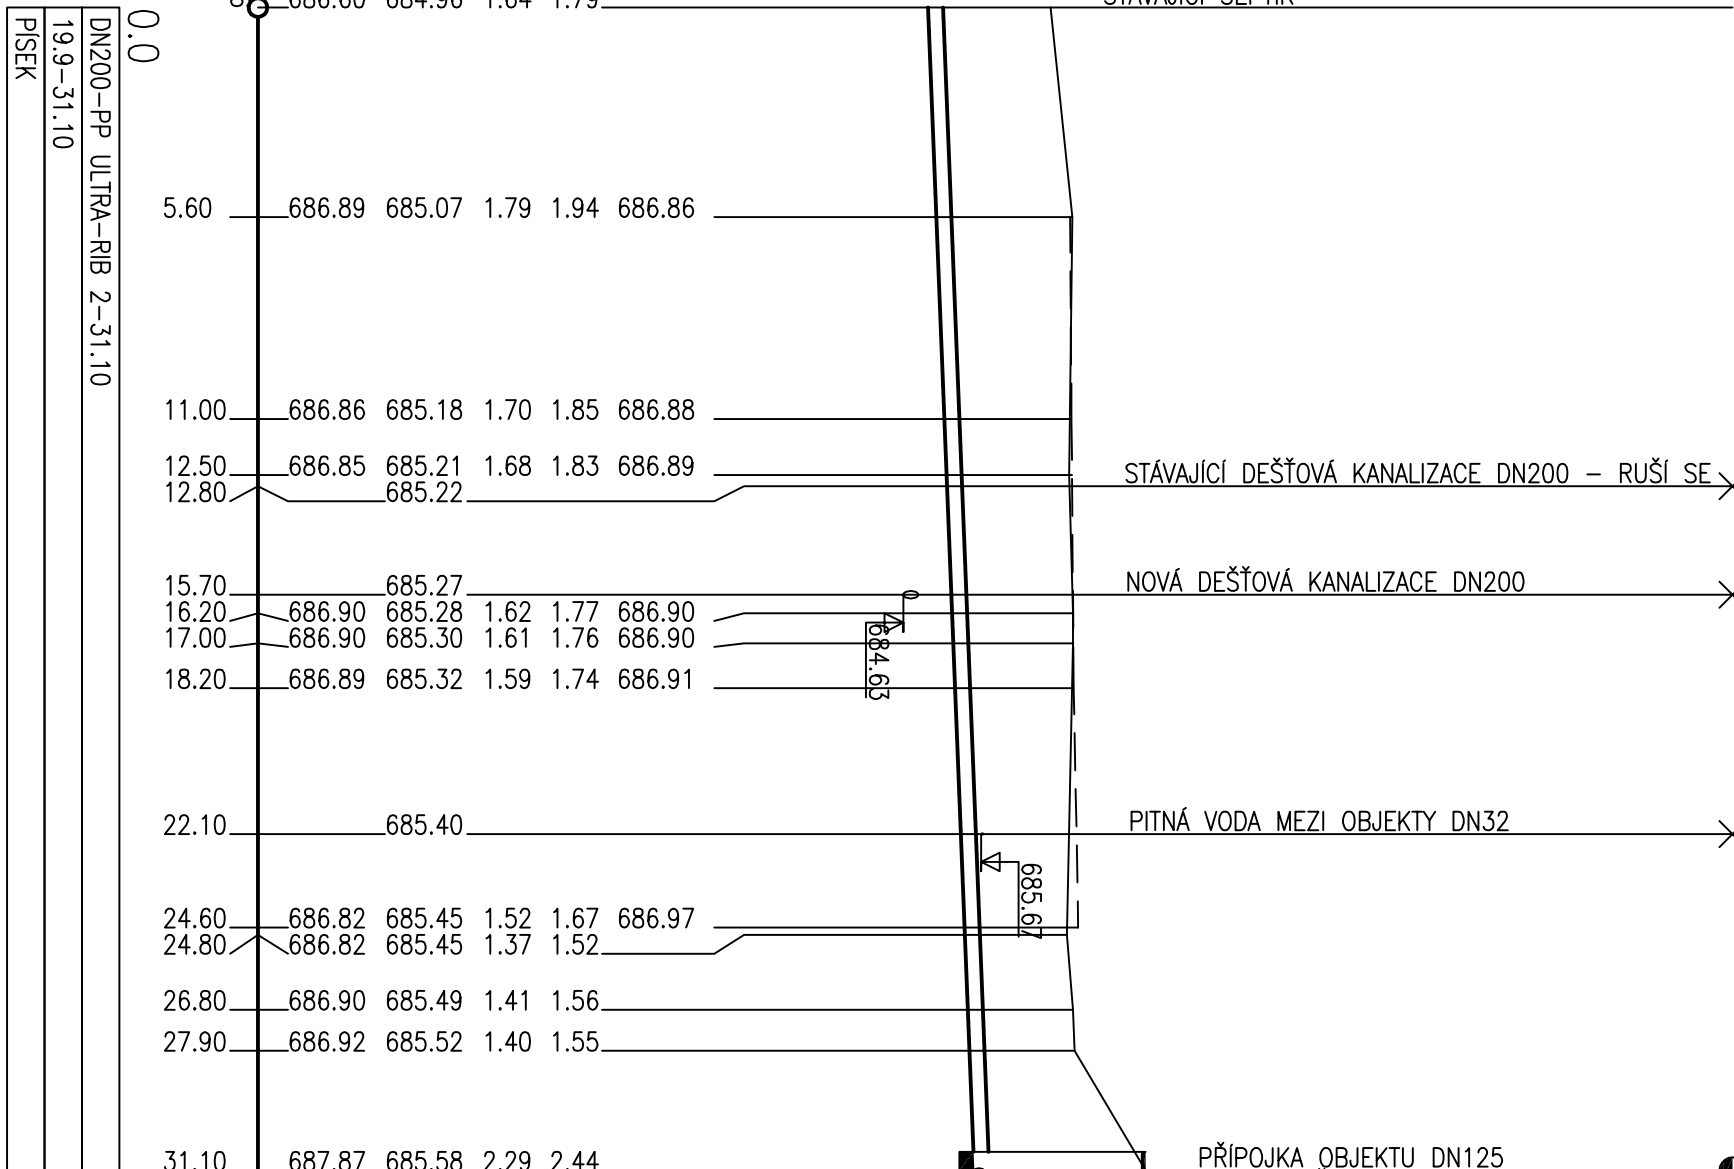 686.60 684.96 1.64 1.79
0.0
DN200-PP ULTRA-RIB 2-31.10
19.9-31.10
PÍSEK
5.60 686.89 685.07 1.79 1.94 686.86
11.00 686.86 685.18 1.70 1.85 686.88
12.50 686.85 685.21 1.68 1.83 686.89
STÁVAJÍCÍ DEŠŤOVÁ KANALIZACE DN200 - RUŠÍ SE
12.80 685.22
15.70 685.27
NOVÁ DEŠŤOVÁ KANALIZACE DN200
0
16.20 686.90 685.28 1.62 1.77 686.90
17.00 686.90 685.30 1.61 1.76 686.90
684.63
18.20 686.89 685.32 1.59 1.74 686.91
22.10 685.40
PITNÁ VODA MEZI OBJEKTY DN32
685.67
24.60 686.82 685.45 1.52 1.67 686.97
24.80 686.82 685.45 1.37 1.52
26.80 686.90 685.49 1.41 1.56
27.90 686.92 685.52 1.40 1.55
31.10 687.87 685.58 2.29 2.44
PŘÍPOJKA OBJEKTU DN125